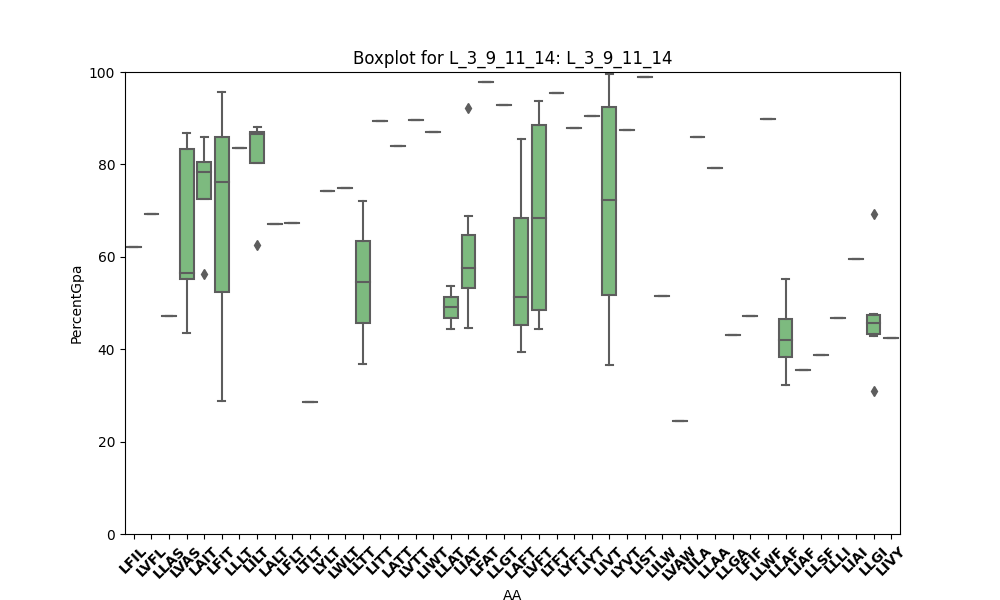 Boxplot for L_3_9_11_14: L_3_9_11_14
PercentGpa
100
80
60
40
20
0
LFIL LVFL LLAS LVAS LAIT LFIT LLLT LILT LALT LFLT LTLT LYLT LWLT LLTT LITT LATT LVTT LIWT LLAT LIAT LFAT LLGT LAFT LVFT LTFT LYFT LIYT LIVT LYVT LIST LILW LVAW LILA LLAA LLGA LFIF LLWF LLAF LIAF LLSF LLLI LIAI LLGI LIVY
AA